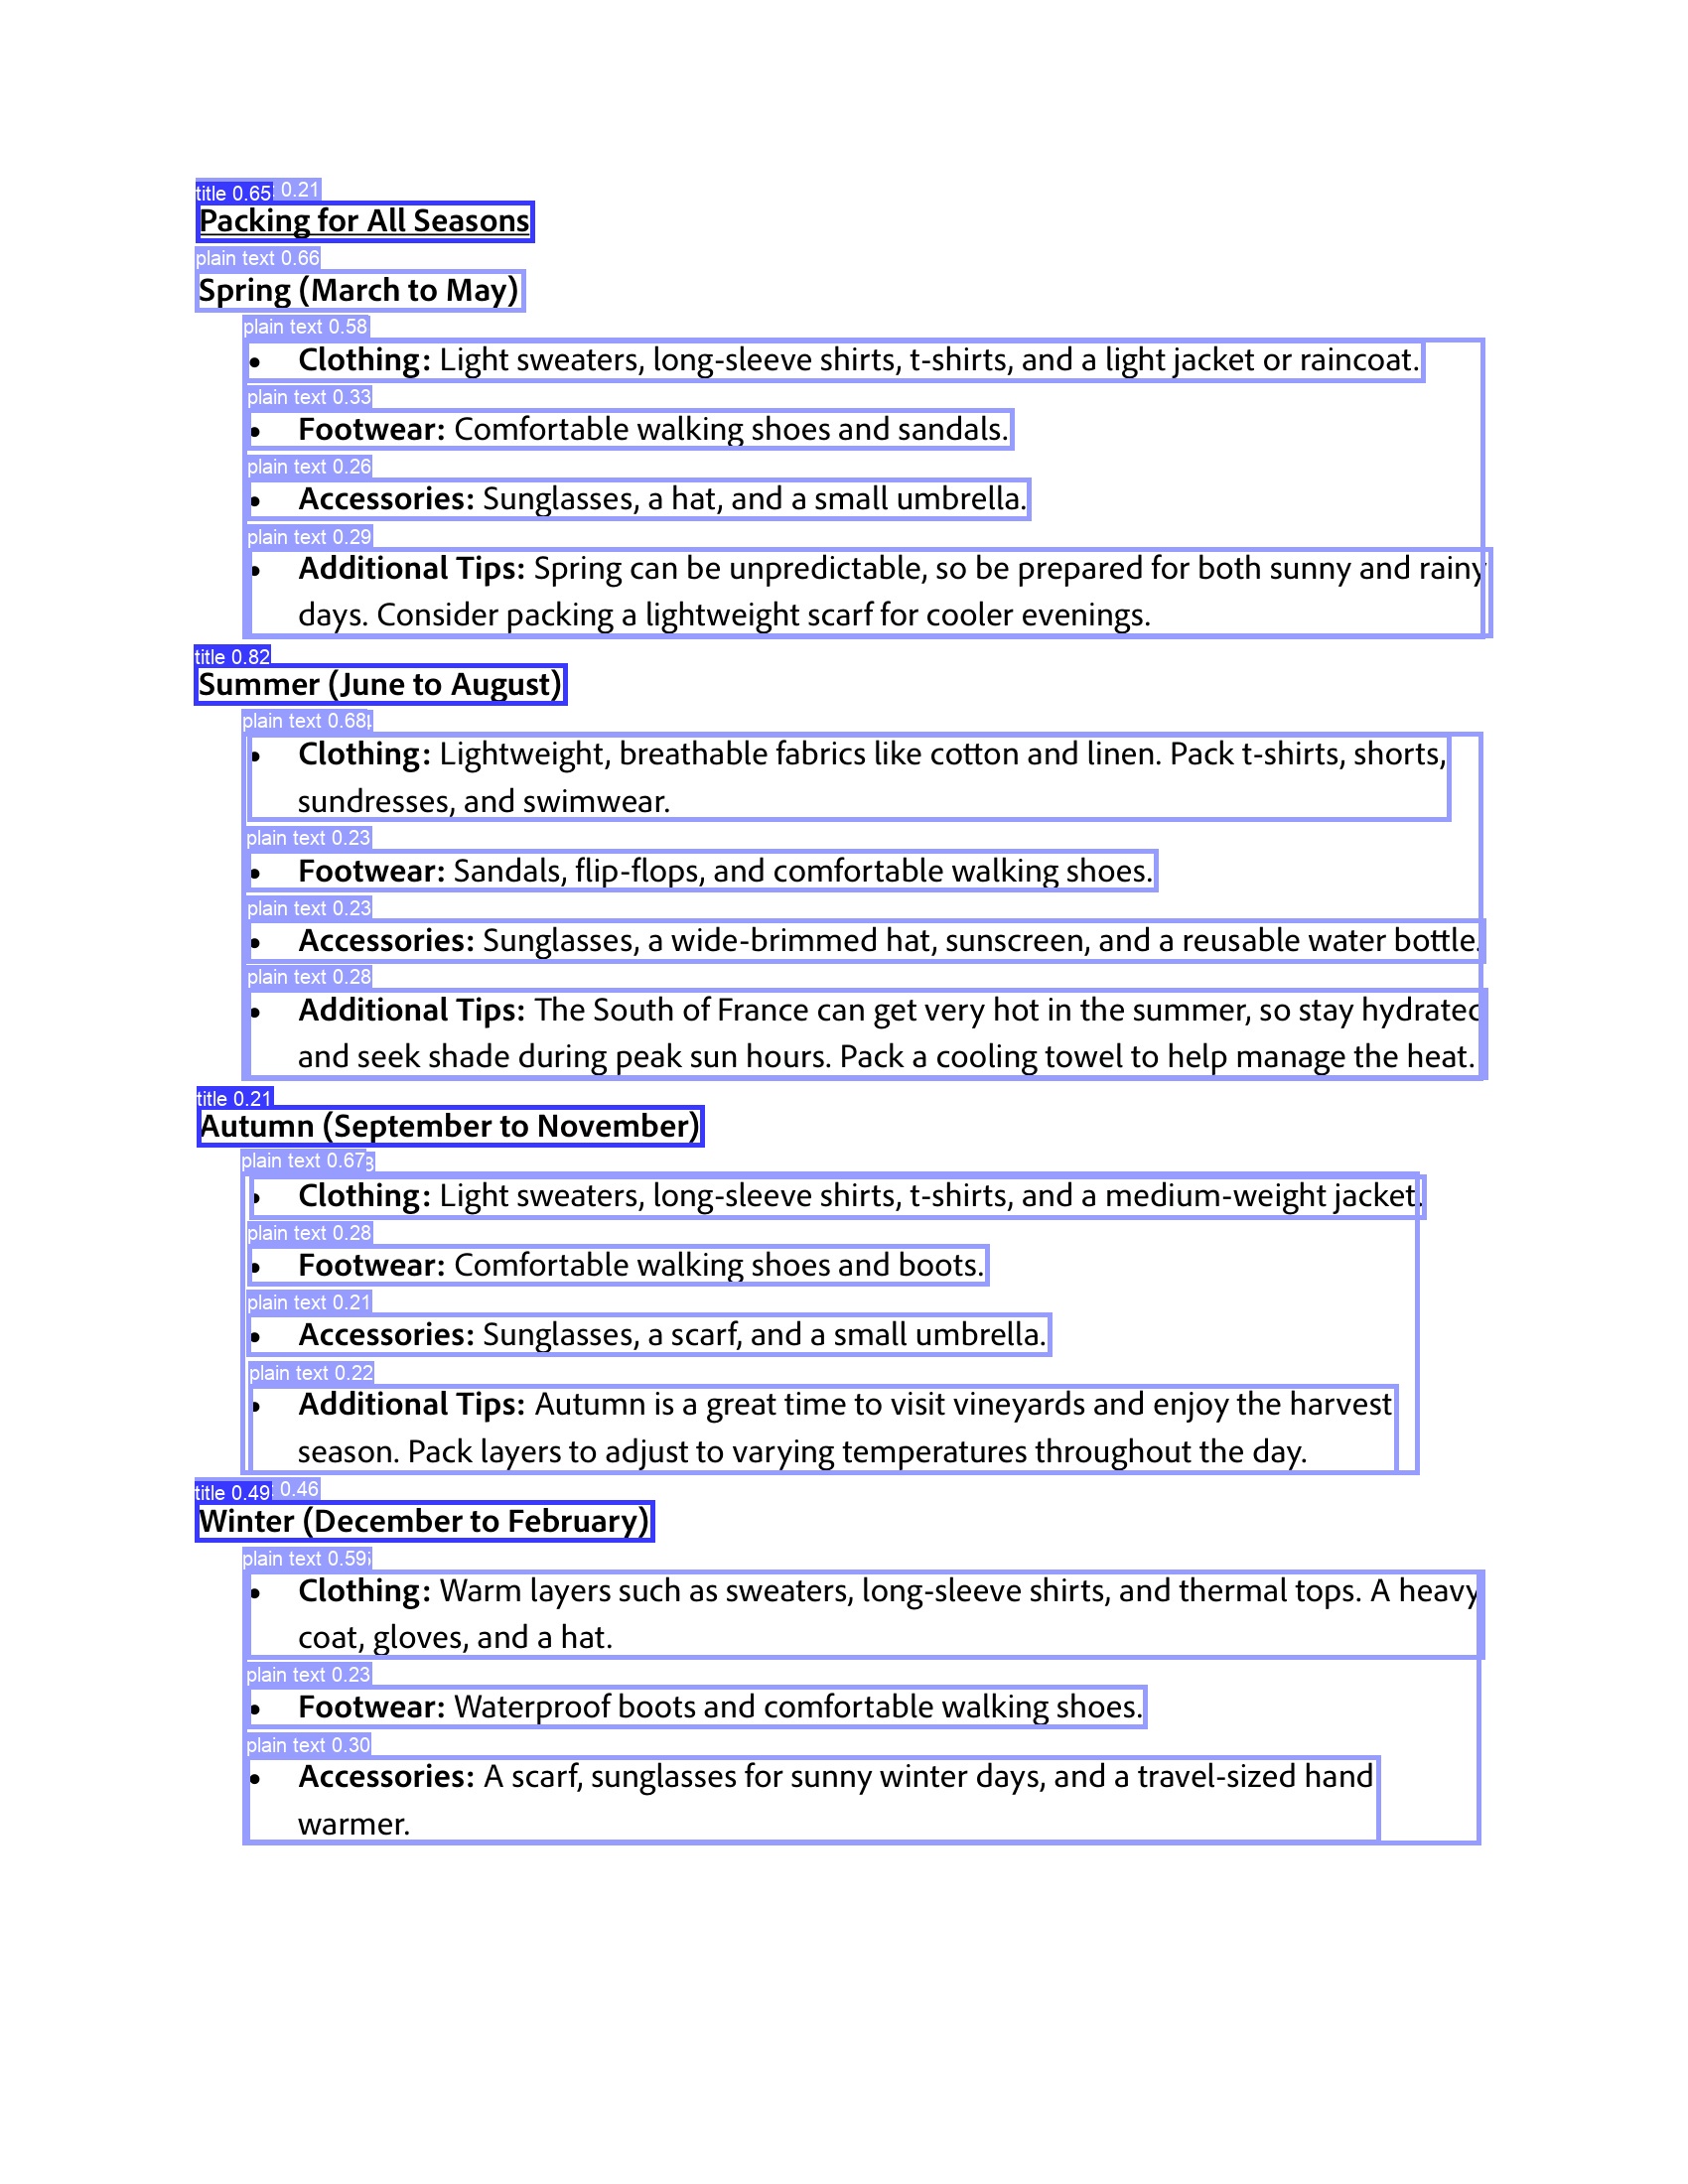 title 0.65 0.21
Packing for All Seasons
plain text 0.66
Spring (March to May)
plain text 0.58
• Clothing: Light sweaters, long-sleeve shirts, t-shirts, and a light jacket or raincoat.
plain text 0.33
• Footwear: Comfortable walking shoes and sandals.
plain text 0.26
• Accessories: Sunglasses, a hat, and a small umbrella.
plain text 0.29
• Additional Tips: Spring can be unpredictable, so be prepared for both sunny and rainy
days. Consider packing a lightweight scarf for cooler evenings.
title 0.82
Summer (June to August)
plain text 0.68
• Clothing: Lightweight, breathable fabrics like cotton and linen. Pack t-shirts, shorts,
sundresses, and swimwear.
plain text 0.23
• Footwear: Sandals, flip-flops, and comfortable walking shoes.
plain text 0.23
• Accessories: Sunglasses, a wide-brimmed hat, sunscreen, and a reusable water bottle.
plain text 0.28
• Additional Tips: The South of France can get very hot in the summer, so stay hydrated
and seek shade during peak sun hours. Pack a cooling towel to help manage the heat.
title 0.21
Autumn (September to November)
plain text 0.67
• Clothing: Light sweaters, long-sleeve shirts, t-shirts, and a medium-weight jacket.
plain text 0.28
• Footwear: Comfortable walking shoes and boots.
plain text 0.21
• Accessories: Sunglasses, a scarf, and a small umbrella.
plain text 0.22
• Additional Tips: Autumn is a great time to visit vineyards and enjoy the harvest
season. Pack layers to adjust to varying temperatures throughout the day.
title 0.49 0.46
Winter (December to February)
plain text 0.59
• Clothing: Warm layers such as sweaters, long-sleeve shirts, and thermal tops. A heavy
coat, gloves, and a hat.
plain text 0.23
• Footwear: Waterproof boots and comfortable walking shoes.
plain text 0.30
• Accessories: A scarf, sunglasses for sunny winter days, and a travel-sized hand
warmer.